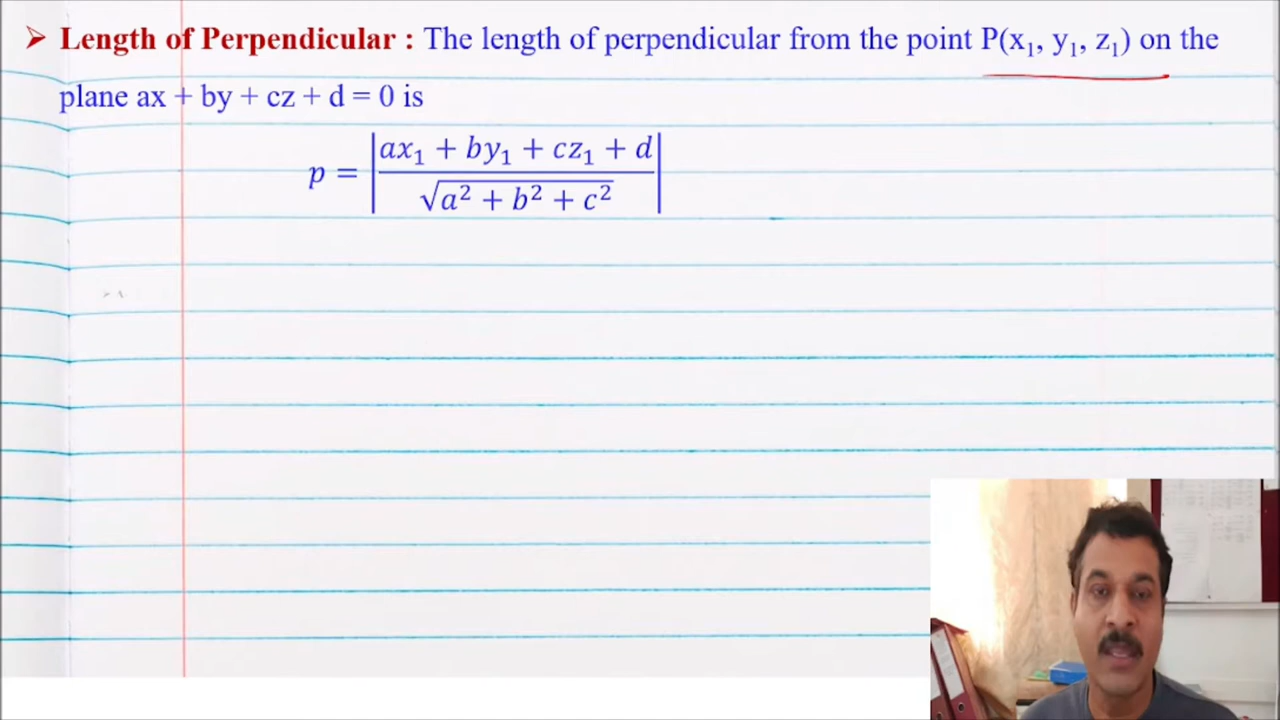 ➤ Length of Perpendicular : The length of perpendicular from the point P(x₁, y₁, z₁) on the
plane ax + by + cz + d = 0 is
p = |(ax₁ + by₁ + cz₁ + d)/√(a² + b² + c²)|